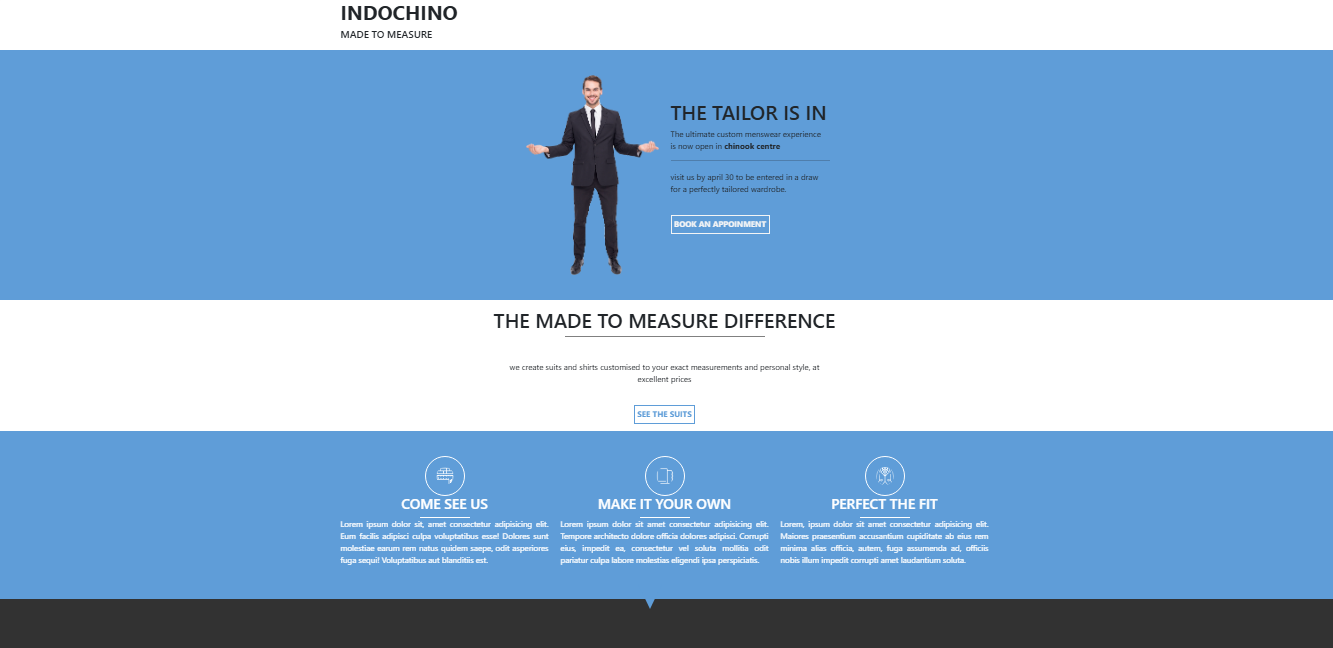 INDOCHINO
MADE TO MEASURE
THE TAILOR IS IN
The ultimate custom menswear experience
is now open in chinook centre
visit us by april 30 to be entered in a draw
for a perfectly tailored wardrobe.
BOOK AN APPOINMENT
THE MADE TO MEASURE DIFFERENCE
we create suits and shirts customised to your exact measurements and personal style, at
excellent prices
SEE THE SUITS
COME SEE US
Lorem ipsum dolor sit, amet consectetur adipisicing elit.
Eum facilis adipisci culpa voluptatibus esse! Dolores sunt
molestiae earum rem natus quidem saepe, odit asperiores
fuga sequi! Voluptatibus aut blanditiis est.
MAKE IT YOUR OWN
Lorem ipsum dolor sit amet consectetur adipisicing elit.
Tempore architecto dolore officia dolores adipisci. Corrupti
eius, impedit ea, consectetur vel soluta mollitia odit
pariatur culpa labore molestias eligendi ipsa perspiciatis.
PERFECT THE FIT
Lorem, ipsum dolor sit amet consectetur adipisicing elit.
Maiores praesentium accusantium cupiditate ab eius rem
minima alias officia, autem, fuga assumenda ad, officiis
nobis illum impedit corrupti amet laudantium soluta.